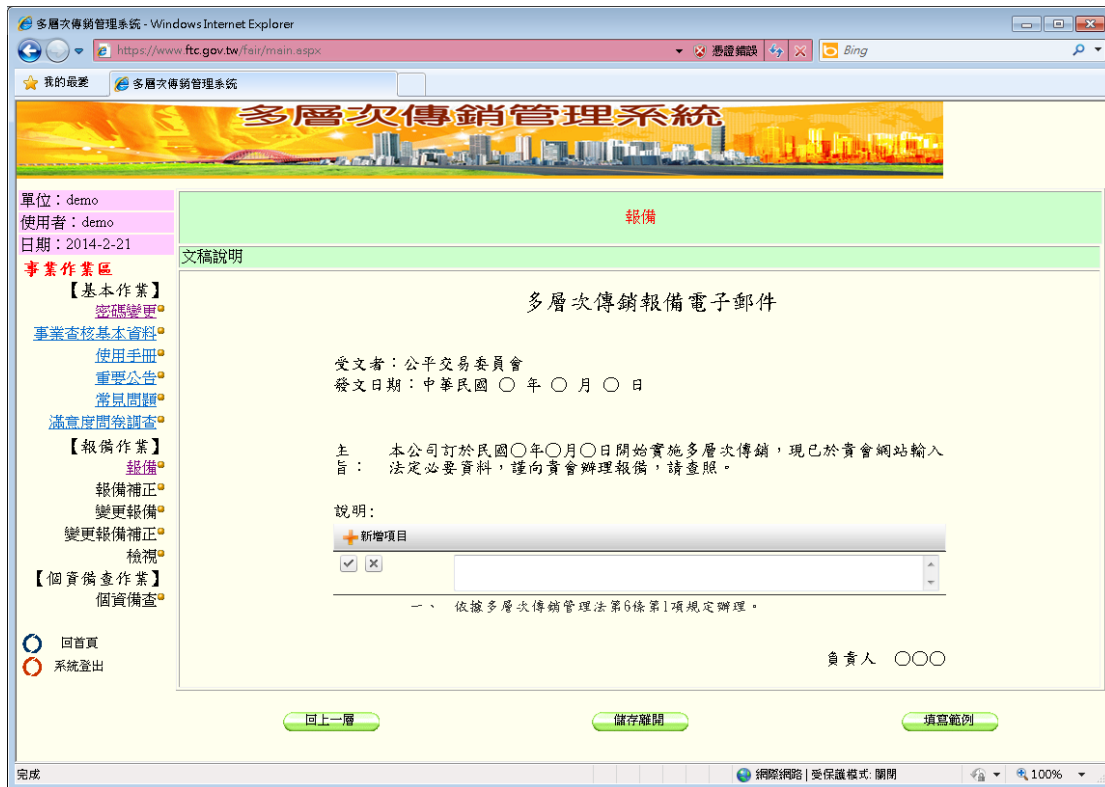 多層次傳銷管理系統 - Windows Internet Explorer
https://www.ftc.gov.tw/fair/main.aspx
憑證錯誤
Bing
我的最愛
多層次傳銷管理系統
多層次傳銷管理系統
單位：demo
使用者：demo
日期：2014-2-21
事業作業區
【基本作業】
密碼變更
事業查核基本資料
使用手冊
重要公告
常見問題
滿意度問卷調查
【報備作業】
報備
報備補正
變更報備
變更報備補正
檢視
【個資備查作業】
個資備查
回首頁
系統登出
報備
文稿說明
多層次傳銷報備電子郵件
受文者：公平交易委員會
發文日期：中華民國 ○ 年 ○ 月 ○ 日
主旨： 本公司訂於民國○年○月○日開始實施多層次傳銷，現已於貴會網站輸入
法定必要資料，謹向貴會辦理報備，請查照。
說明:
新增項目
一、 依據多層次傳銷管理法第6條第1項規定辦理。
負責人 ○○○
回上一層
儲存離開
填寫範例
完成
網際網路 | 受保護模式: 關閉
100%